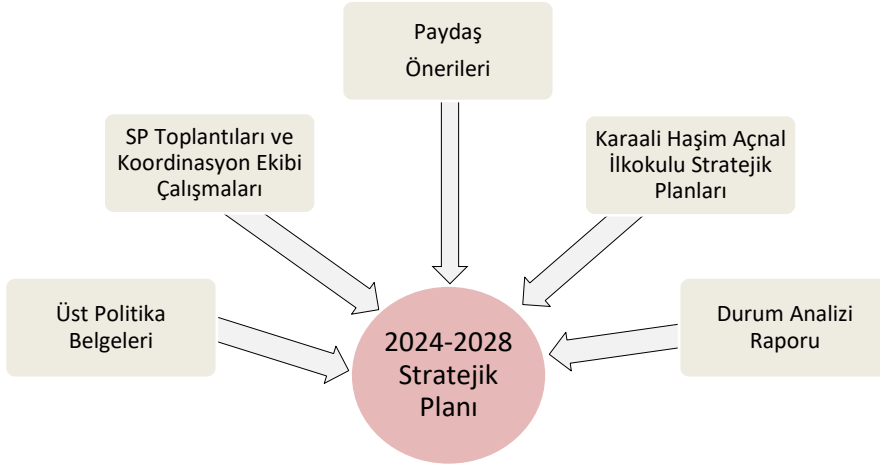 Paydaş
Önerileri
SP Toplantıları ve
Koordinasyon Ekibi
Çalışmaları
Karaali Haşim Açnal
İlkokulu Stratejik
Planları
Üst Politika
Belgeleri
2024-2028
Stratejik
Planı
Durum Analizi
Raporu